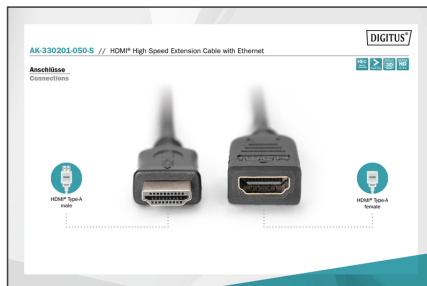 DIGITUS®
AK-330201-050-S // HDMI® High Speed Extension Cable with Ethernet
Anschlüsse
Connections
HDMI® Type-A
male
HDMI® Type-A
female